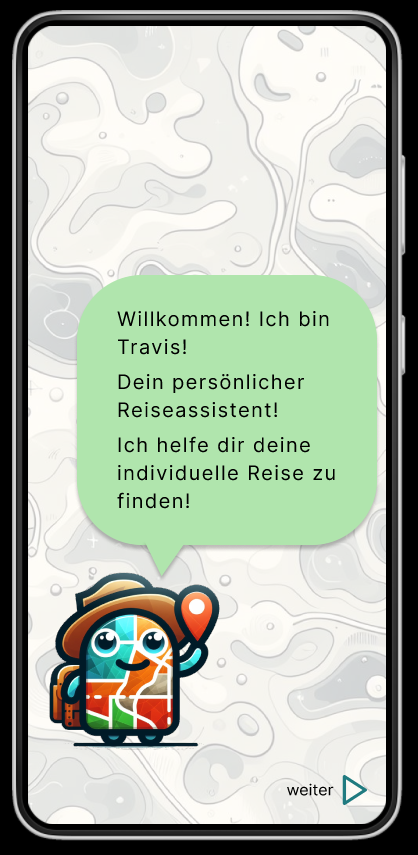 Willkommen! Ich bin
Travis!
Dein persönlicher
Reiseassistent!
Ich helfe dir deine
individuelle Reise zu
finden!
weiter